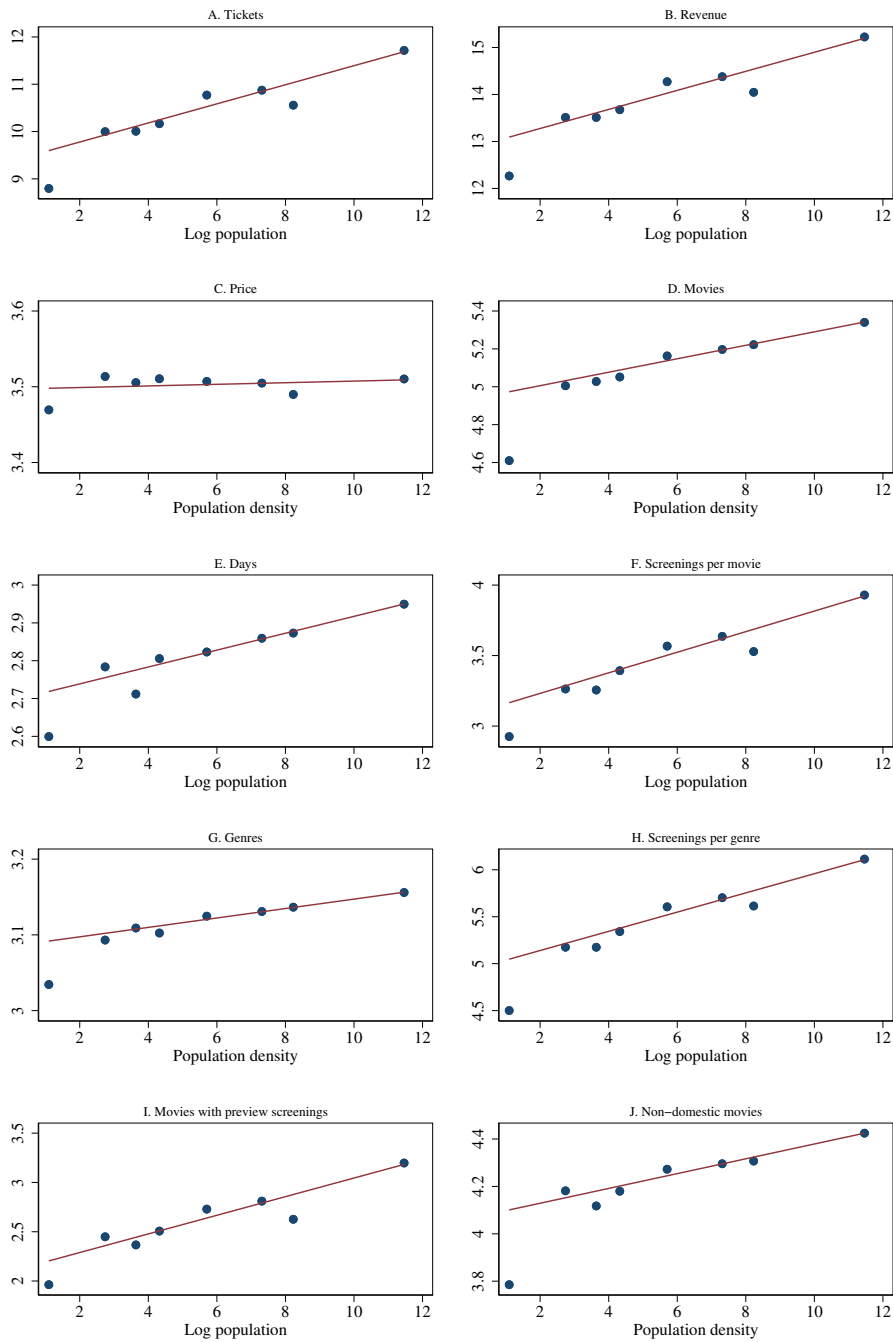 A. Tickets
12
11
10
9
2 4 6 8 10 12
Log population
B. Revenue
15
14
13
12
2 4 6 8 10 12
Log population
C. Price
3.6
3.5
3.4
2 4 6 8 10 12
Population density
D. Movies
5.4
5.2
5
4.8
4.6
2 4 6 8 10 12
Population density
E. Days
3
2.9
2.8
2.7
2.6
2 4 6 8 10 12
Log population
F. Screenings per movie
4
3.5
3
2 4 6 8 10 12
Log population
G. Genres
3.2
3.1
3
2 4 6 8 10 12
Population density
H. Screenings per genre
6
5.5
5
4.5
2 4 6 8 10 12
Log population
I. Movies with preview screenings
3.5
3
2.5
2
2 4 6 8 10 12
Log population
J. Non−domestic movies
4.4
4.2
4
3.8
2 4 6 8 10 12
Population density